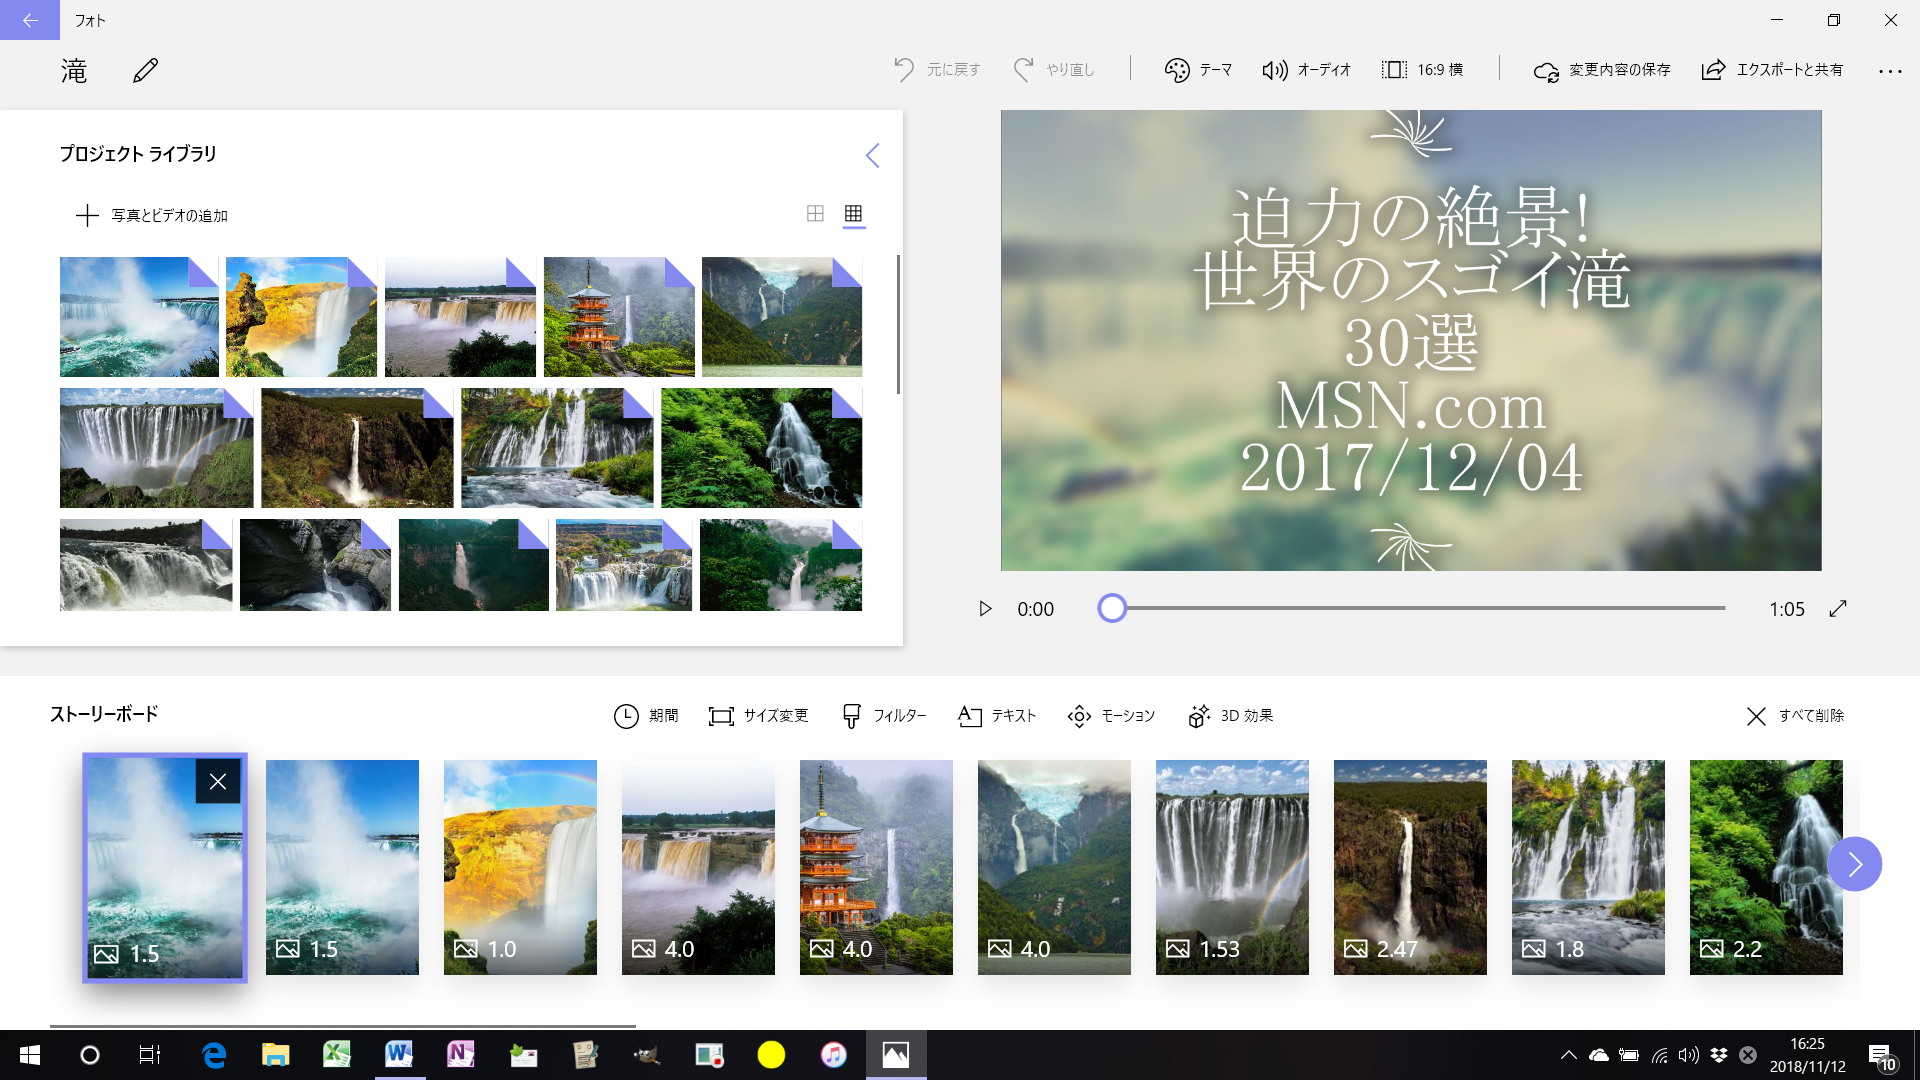 フォト
滝
元に戻す
やり直し
テーマ
オーディオ
16:9 横
変更内容の保存
エクスポートと共有
プロジェクト ライブラリ
写真とビデオの追加
迫力の絶景!
世界のスゴイ滝
30選
MSN.com
2017/12/04
0:00
1:05
ストーリーボード
期間
サイズ変更
フィルター
テキスト
モーション
3D 効果
すべて削除
1.5
1.5
1.0
4.0
4.0
4.0
1.53
2.47
1.8
2.2
16:25
2018/11/12
10